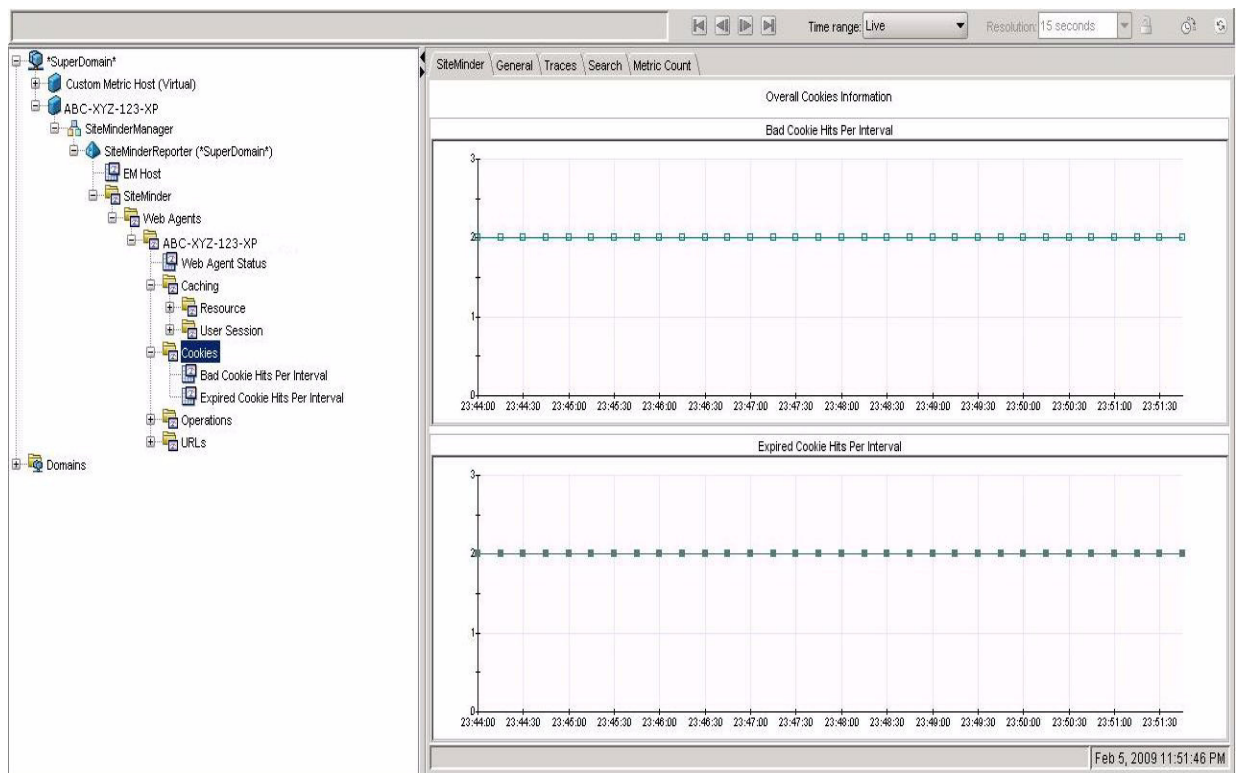 Time range: Live Resolution: 15 seconds
*SuperDomain*
Custom Metric Host (Virtual)
ABC-XYZ-123-XP
SiteMinderManager
SiteMinderReporter (*SuperDomain*)
EM Host
SiteMinder
Web Agents
ABC-XYZ-123-XP
Web Agent Status
Caching
Resource
User Session
Cookies
Bad Cookie Hits Per Interval
Expired Cookie Hits Per Interval
Operations
URLs
Domains
SiteMinder General Traces Search Metric Count
Overall Cookies Information
Bad Cookie Hits Per Interval
3
2
1
0
23:44:00 23:44:30 23:45:00 23:45:30 23:46:00 23:46:30 23:47:00 23:47:30 23:48:00 23:48:30 23:49:00 23:49:30 23:50:00 23:50:30 23:51:00 23:51:30
Expired Cookie Hits Per Interval
3
2
1
0
23:44:00 23:44:30 23:45:00 23:45:30 23:46:00 23:46:30 23:47:00 23:47:30 23:48:00 23:48:30 23:49:00 23:49:30 23:50:00 23:50:30 23:51:00 23:51:30
Feb 5, 2009 11:51:46 PM